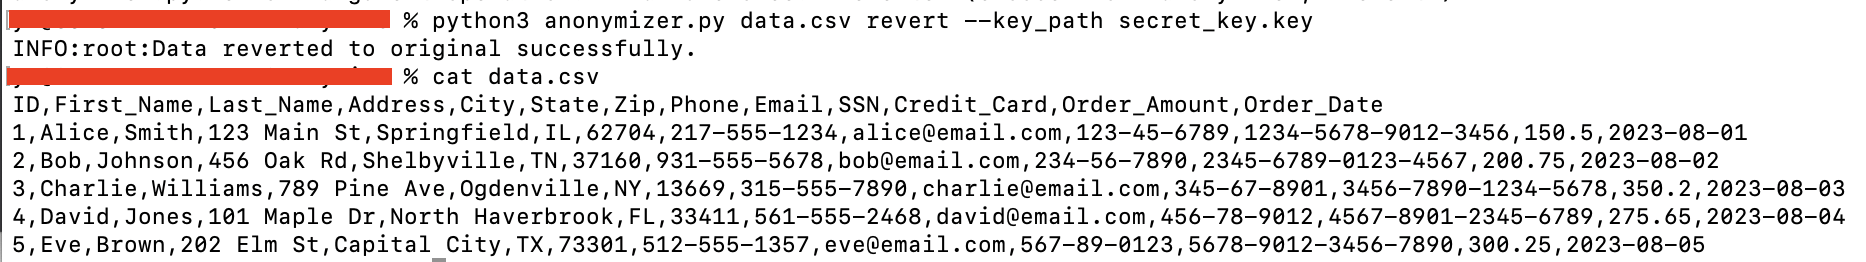 % python3 anonymizer.py data.csv revert --key_path secret_key.key
INFO:root:Data reverted to original successfully.
% cat data.csv
ID,First_Name,Last_Name,Address,City,State,Zip,Phone,Email,SSN,Credit_Card,Order_Amount,Order_Date
1,Alice,Smith,123 Main St,Springfield,IL,62704,217-555-1234,alice@email.com,123-45-6789,1234-5678-9012-3456,150.5,2023-08-01
2,Bob,Johnson,456 Oak Rd,Shelbyville,TN,37160,931-555-5678,bob@email.com,234-56-7890,2345-6789-0123-4567,200.75,2023-08-02
3,Charlie,Williams,789 Pine Ave,Ogdenville,NY,13669,315-555-7890,charlie@email.com,345-67-8901,3456-7890-1234-5678,350.2,2023-08-03
4,David,Jones,101 Maple Dr,North Haverbrook,FL,33411,561-555-2468,david@email.com,456-78-9012,4567-8901-2345-6789,275.65,2023-08-04
5,Eve,Brown,202 Elm St,Capital City,TX,73301,512-555-1357,eve@email.com,567-89-0123,5678-9012-3456-7890,300.25,2023-08-05